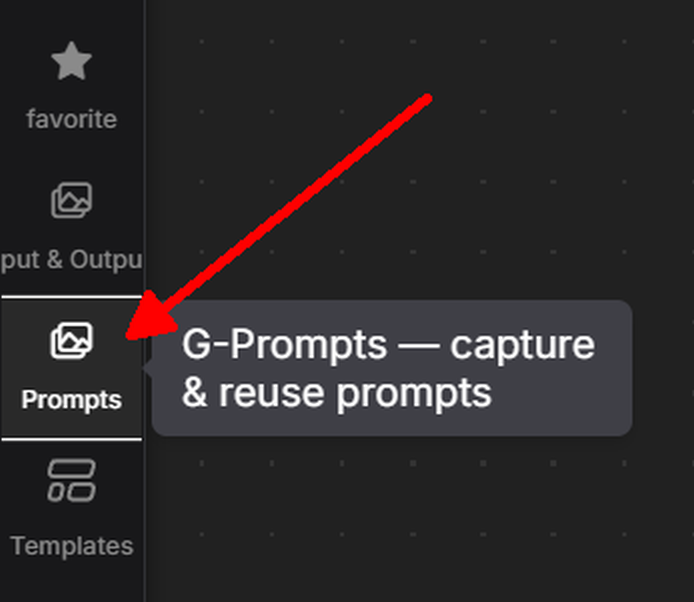 favorite
put & Outpu
Prompts
G-Prompts — capture
& reuse prompts
Templates